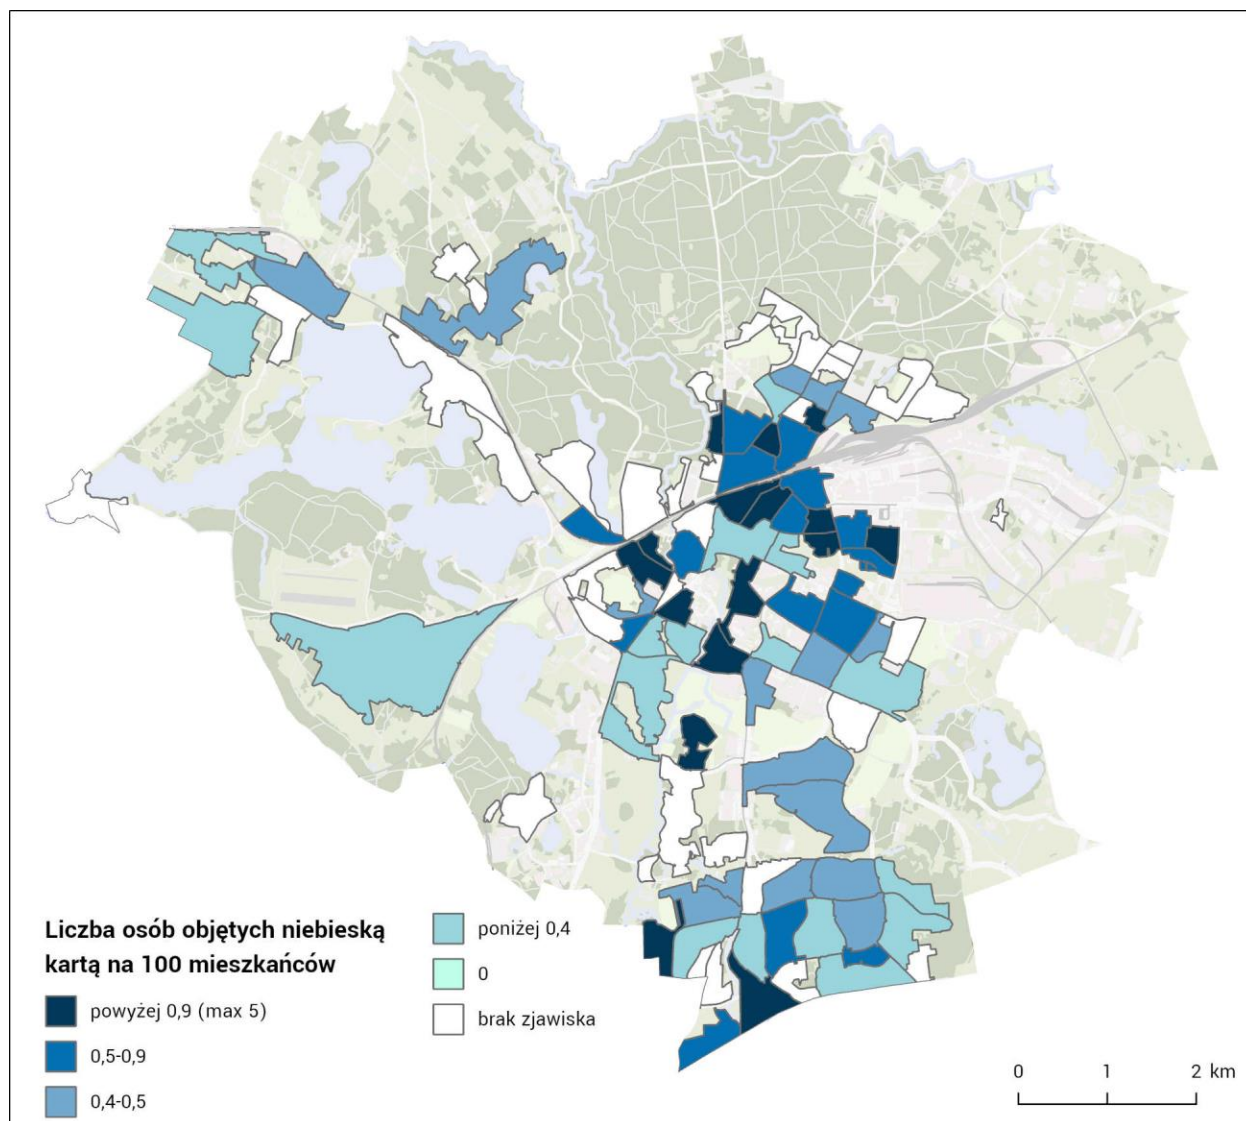 Liczba osób objętych niebieską
kartą na 100 mieszkańców
powyżej 0,9 (max 5)
0,5-0,9
0,4-0,5
poniżej 0,4
0
brak zjawiska
0 1 2 km